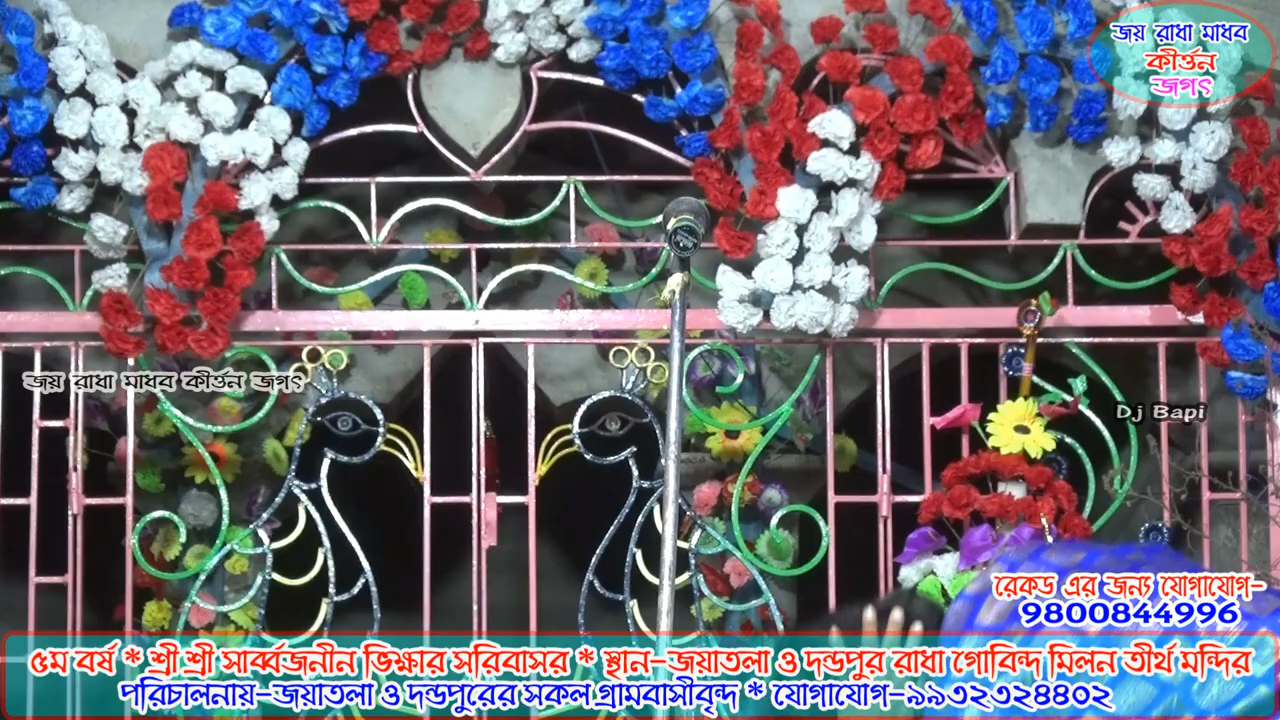 জয় রাধা মাধব
কীর্ত্তন
জগৎ
জয় রাধা মাধব কীর্ত্তন জগৎ
Dj Bapi
রেকড এর জন্য যোগাযোগ-
9800844996
৫ম বর্ষ * শ্রী শ্রী সার্ব্বজনীন ভিক্ষার সরিবাসর * স্থান-জয়াতলা ও দন্ডপুর রাধা গোবিন্দ মিলন তীর্থ মন্দির
পরিচালনায়-জয়াতলা ও দন্ডপুরের সকল গ্রামবাসীবৃন্দ * যোগাযোগ-৯৯৩২৩২৪৪০২